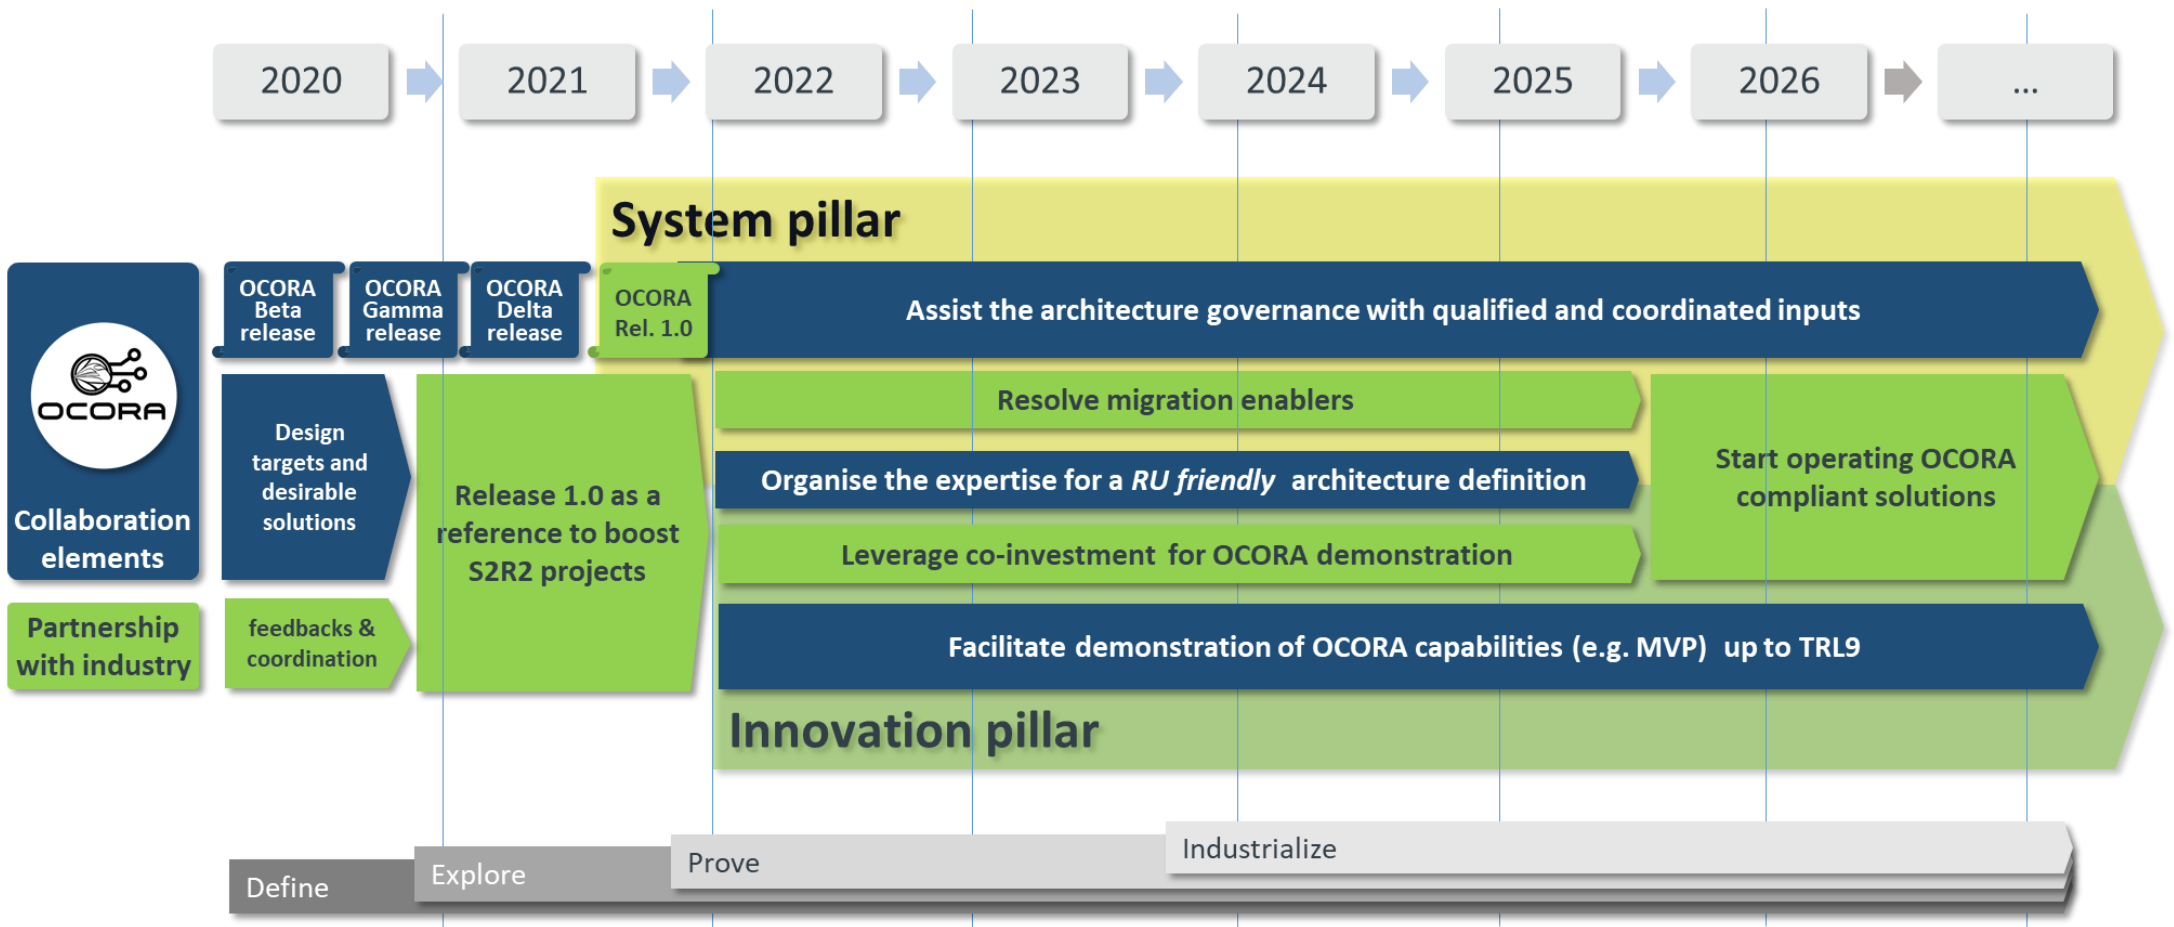 2020
2021
2022
2023
2024
2025
2026
...
System pillar
OCORA
Beta
release
OCORA
Gamma
release
OCORA
Delta
release
OCORA
Rel. 1.0
Assist the architecture governance with qualified and coordinated inputs
OCORA
Collaboration
elements
Design
targets and
desirable
solutions
Release 1.0 as a
reference to boost
S2R2 projects
Resolve migration enablers
Organise the expertise for a RU friendly architecture definition
Leverage co-investment for OCORA demonstration
Start operating OCORA
compliant solutions
Partnership
with industry
feedbacks &
coordination
Facilitate demonstration of OCORA capabilities (e.g. MVP) up to TRL9
Innovation pillar
Define
Explore
Prove
Industrialize